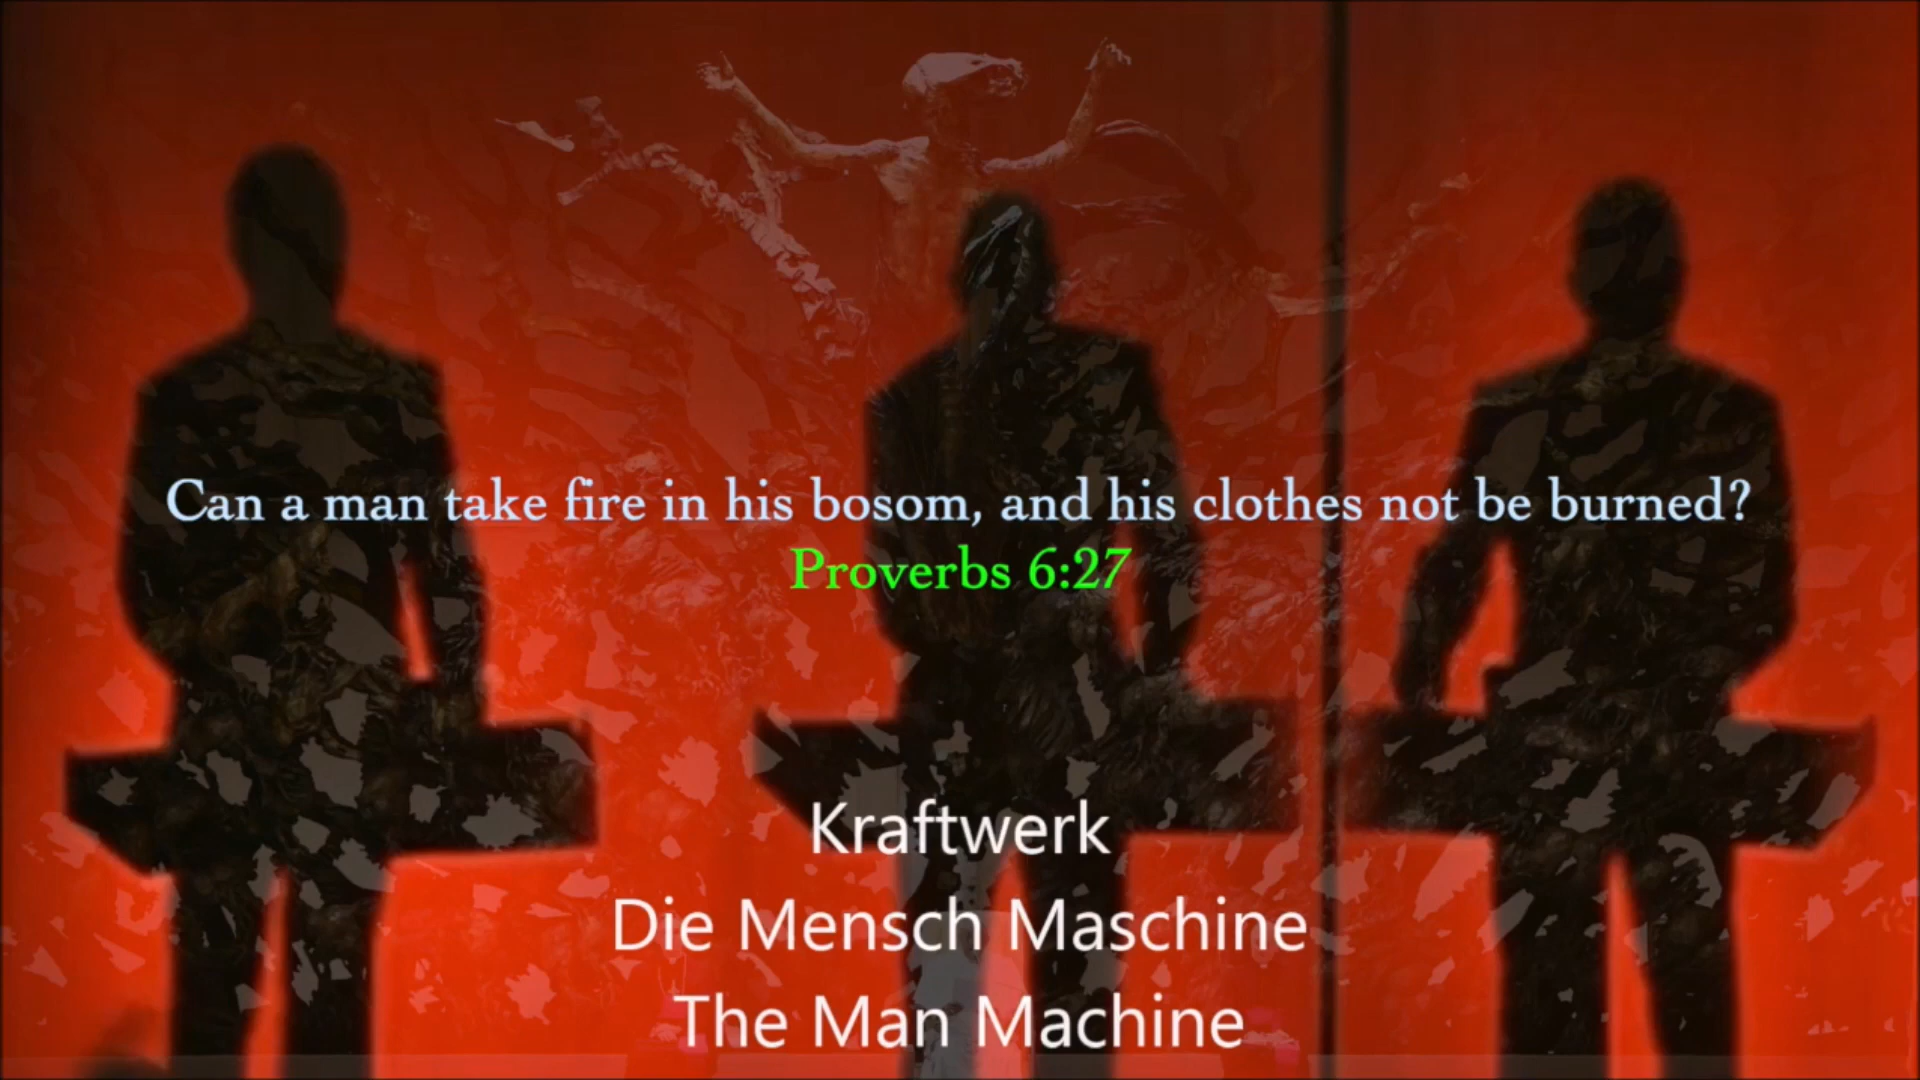 Can a man take fire in his bosom, and his clothes not be burned?
Proverbs 6:27
Kraftwerk
Die Mensch Maschine
The Man Machine